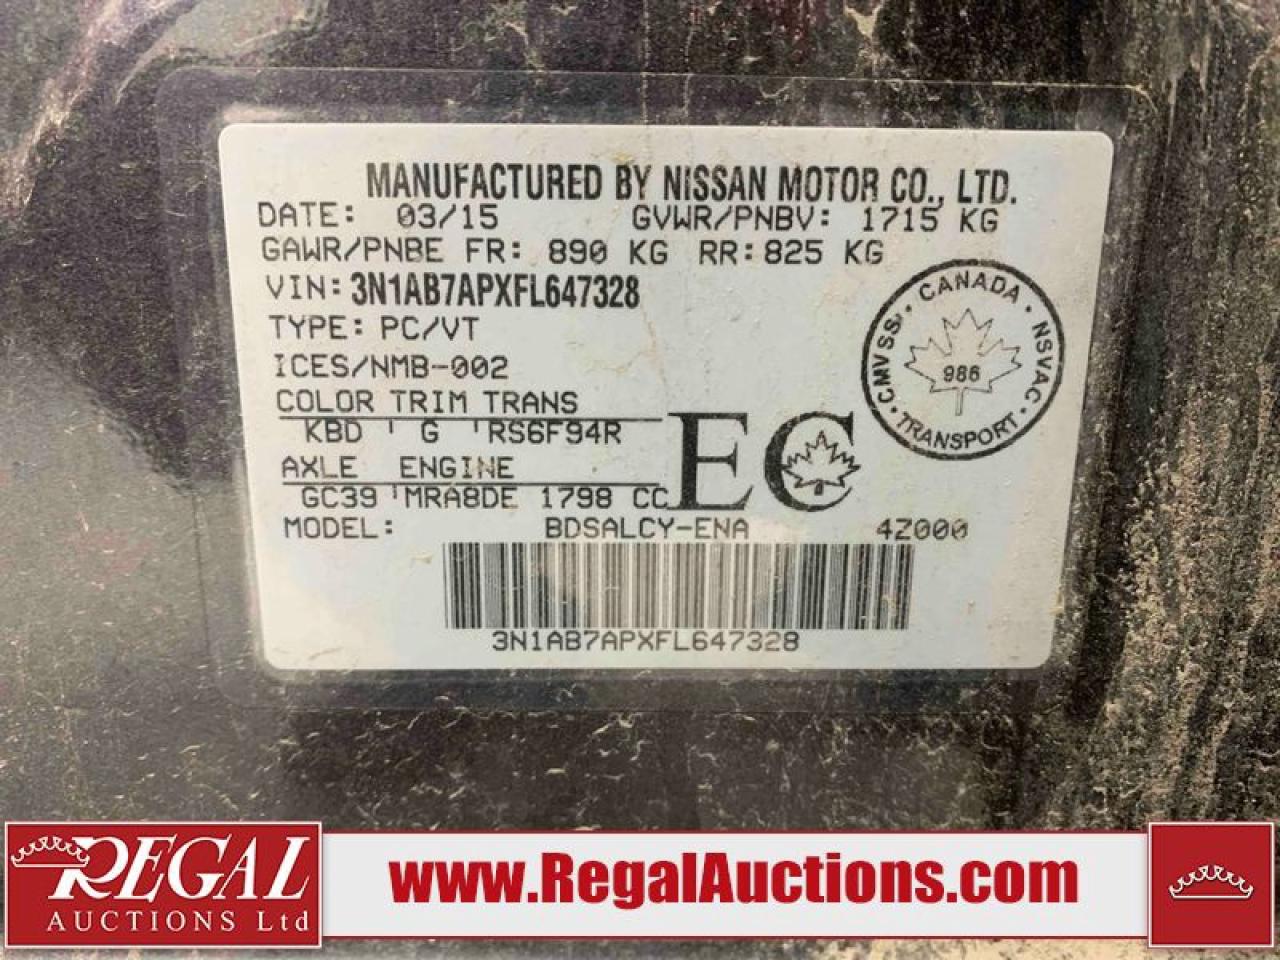 MANUFACTURED BY NISSAN MOTOR CO., LTD.
DATE: 03/15 GVWR/PNBV: 1715 KG
GAWR/PNBE FR: 890 KG RR: 825 KG
VIN: 3N1AB7APXFL647328
TYPE: PC/VT
ICES/NMB-002
COLOR TRIM TRANS
KBD ' G ' RS6F94R
AXLE ENGINE
GC39 ' MRA8DE 1798 CC
EC
CANADA
CMVSS · NSVAC
986
TRANSPORT
MODEL: BDSALCY-ENA 4Z000
3N1AB7APXFL647328
REGAL
AUCTIONS Ltd
www.RegalAuctions.com